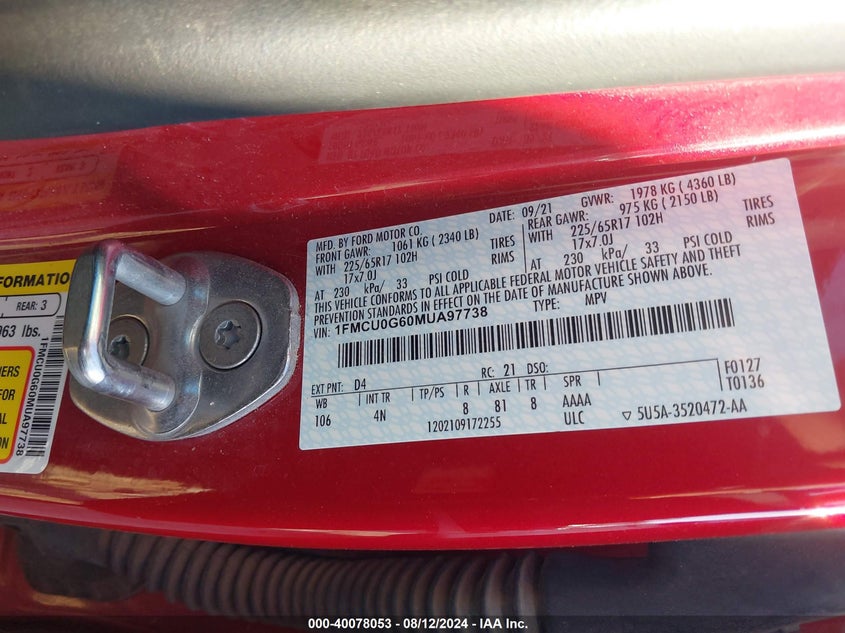 FORMATIO
REAR: 3
963 lbs.
1FMCU0G60MUA97738
MFD. BY FORD MOTOR CO.
DATE: 09/21
GVWR: 1978 KG ( 4360 LB)
FRONT GAWR: 1061 KG ( 2340 LB)
REAR GAWR: 975 KG ( 2150 LB)
WITH 225/65R17 102H TIRES
WITH 225/65R17 102H TIRES
17x7.0J RIMS
17x7.0J RIMS
AT 230 kPa/ 33 PSI COLD
AT 230 kPa/ 33 PSI COLD
THIS VEHICLE CONFORMS TO ALL APPLICABLE FEDERAL MOTOR VEHICLE SAFETY AND THEFT
PREVENTION STANDARDS IN EFFECT ON THE DATE OF MANUFACTURE SHOWN ABOVE.
VIN: 1FMCU0G60MUA97738
TYPE: MPV
EXT PNT: D4 RC: 21 DSO:
F0127
T0136
WB INT TR TP/PS R AXLE TR SPR
106 4N 8 81 8 AAAA
1202109172255 ULC
5U5A-3520472-AA
000-40078053 - 08/12/2024 - IAA Inc.